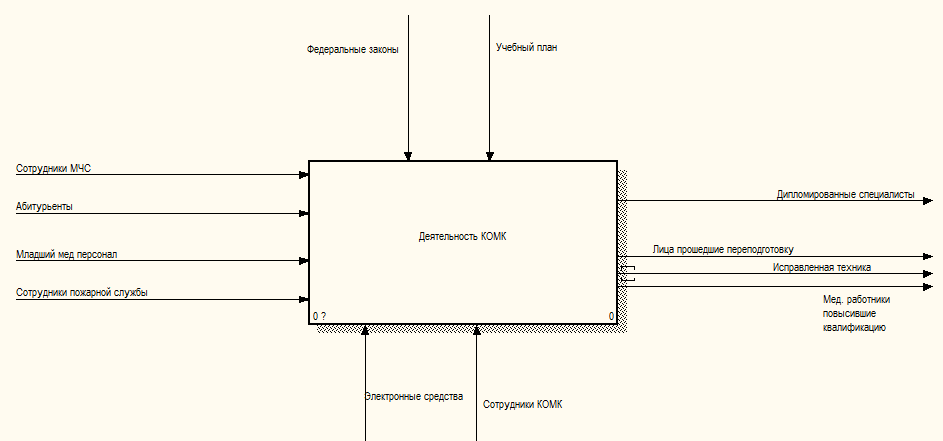 Федеральные законы
Учебный план
Сотрудники МЧС
Абитурьенты
Младший мед персонал
Сотрудники пожарной службы
Деятельность КОМК
0 ?
0
Дипломированные специалисты
Лица прошедшие переподготовку
Исправленная техника
Мед. работники
повысившие
квалификацию
Электронные средства
Сотрудники КОМК